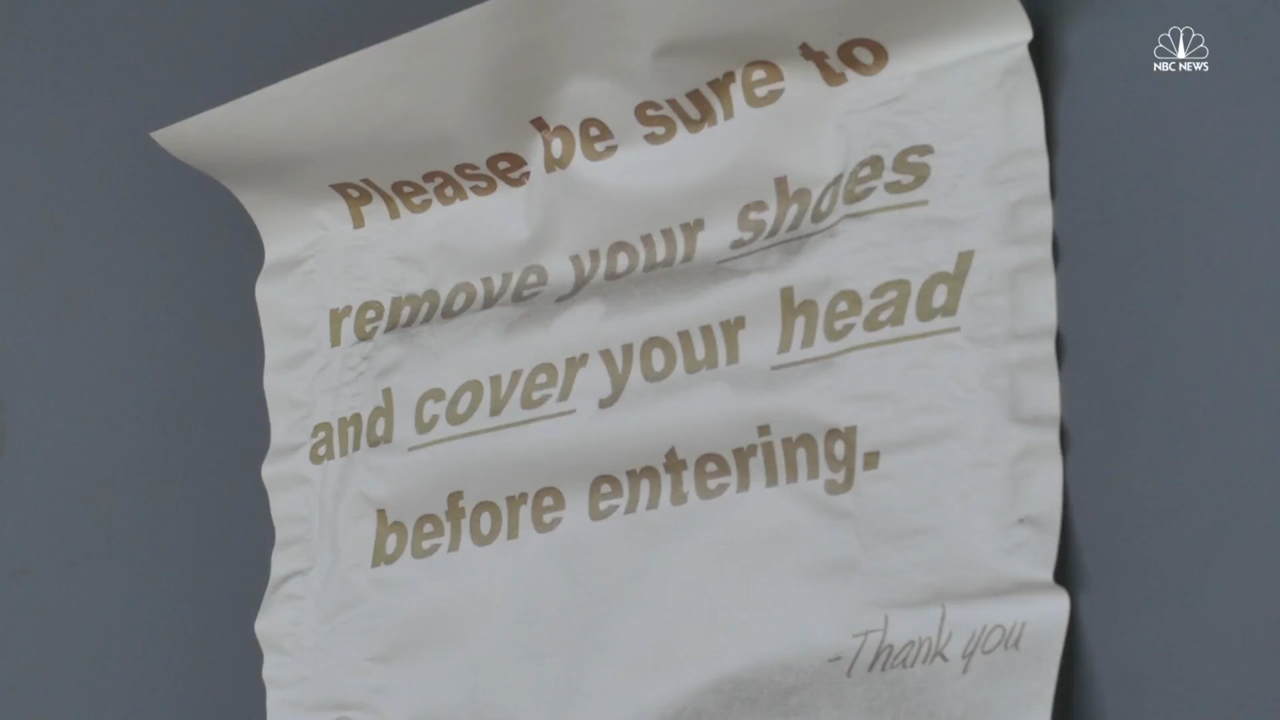 NBC NEWS
Please be sure to
remove your shoes
and cover your head
before entering.
-Thank you